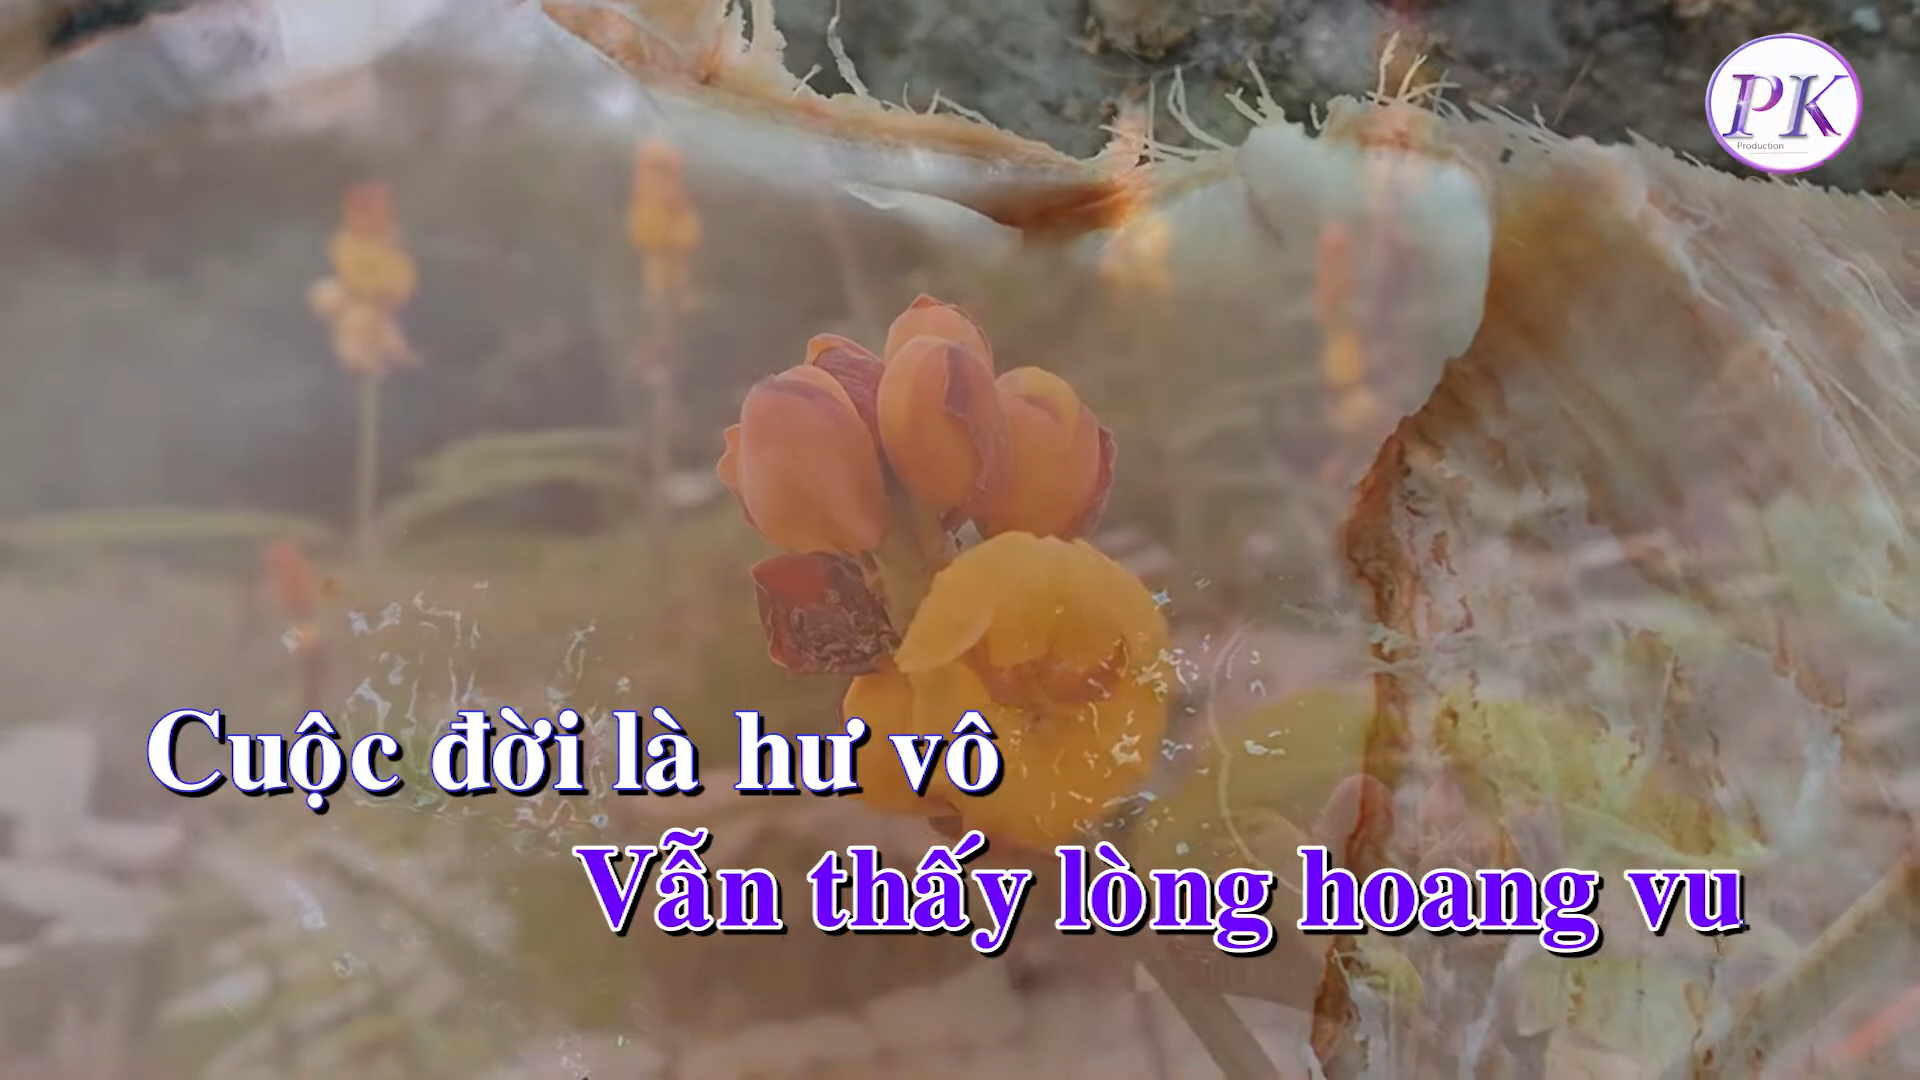 PK
Production
Cuộc đời là hư vô
Vẫn thấy lòng hoang vu